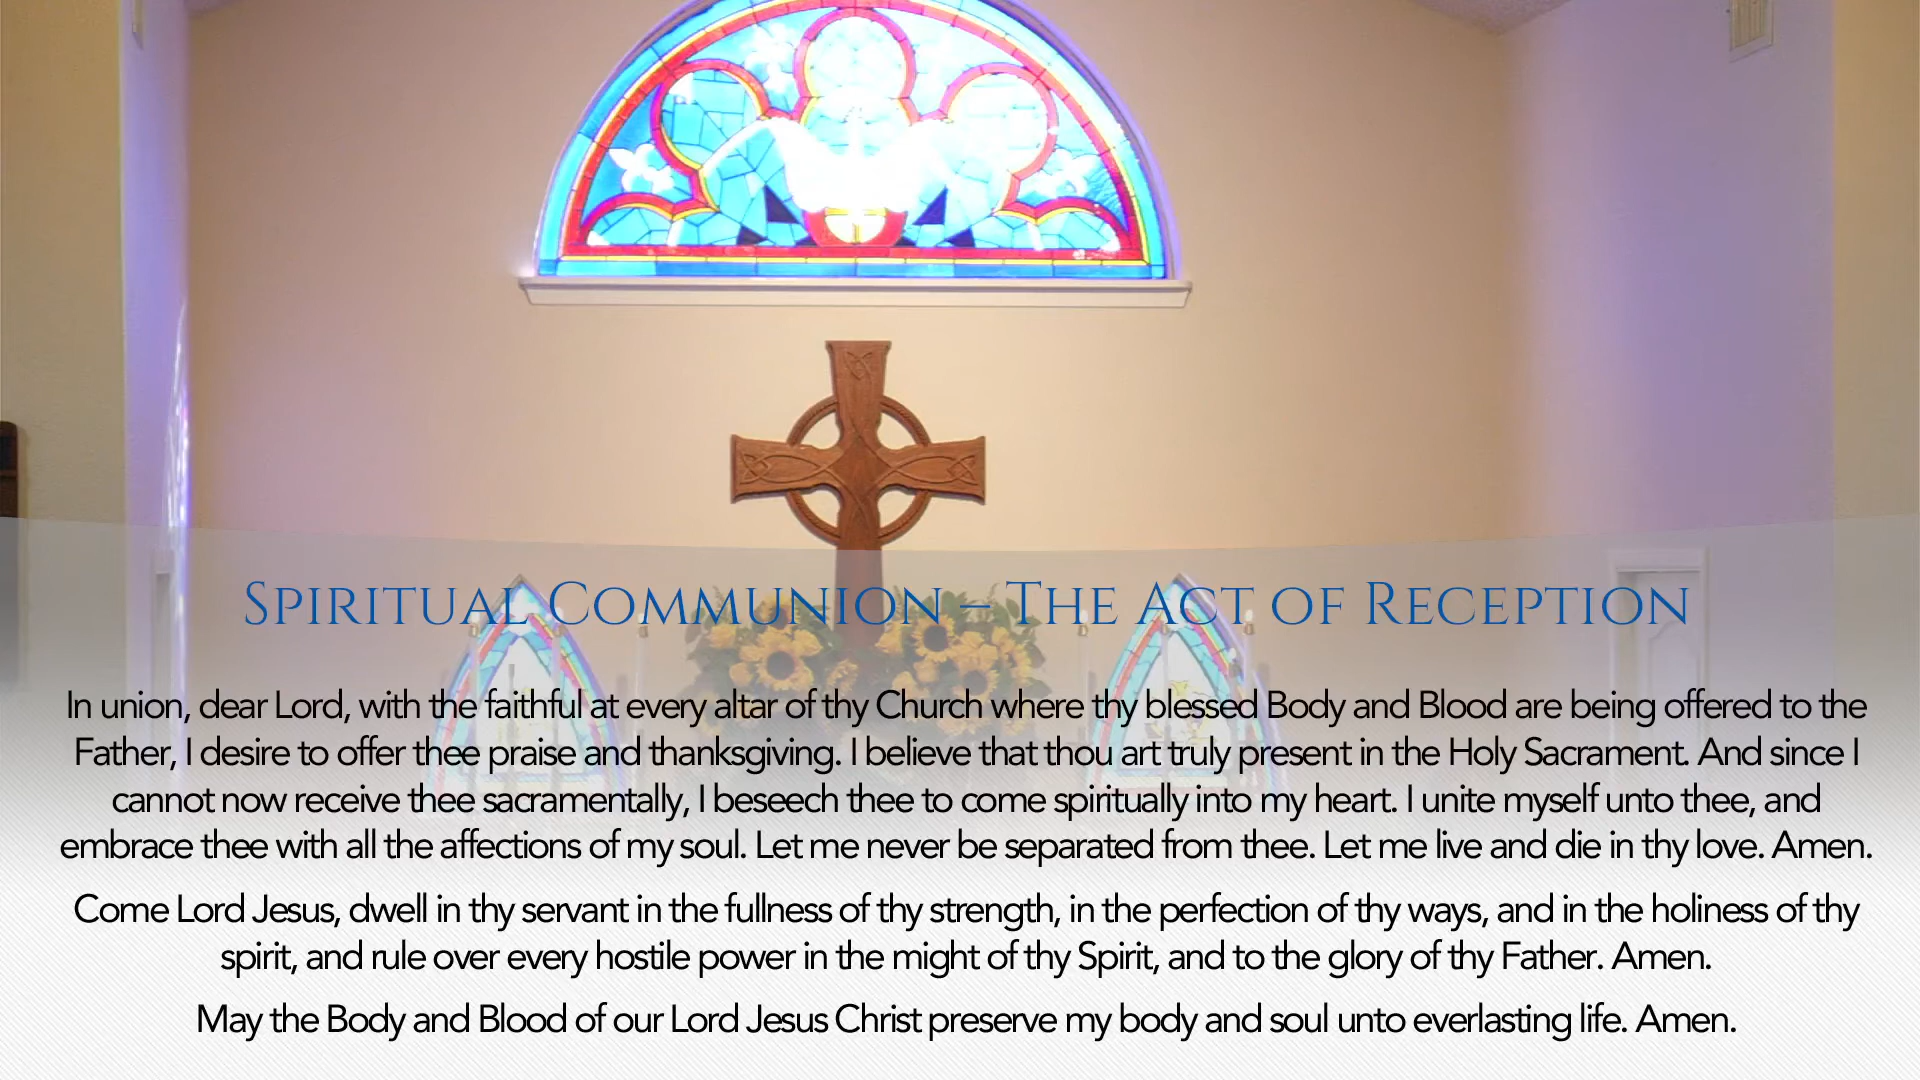 Spiritual Communion – The Act of Reception
In union, dear Lord, with the faithful at every altar of thy Church where thy blessed Body and Blood are being offered to the
Father, I desire to offer thee praise and thanksgiving. I believe that thou art truly present in the Holy Sacrament. And since I
cannot now receive thee sacramentally, I beseech thee to come spiritually into my heart. I unite myself unto thee, and
embrace thee with all the affections of my soul. Let me never be separated from thee. Let me live and die in thy love. Amen.
Come Lord Jesus, dwell in thy servant in the fullness of thy strength, in the perfection of thy ways, and in the holiness of thy
spirit, and rule over every hostile power in the might of thy Spirit, and to the glory of thy Father. Amen.
May the Body and Blood of our Lord Jesus Christ preserve my body and soul unto everlasting life. Amen.